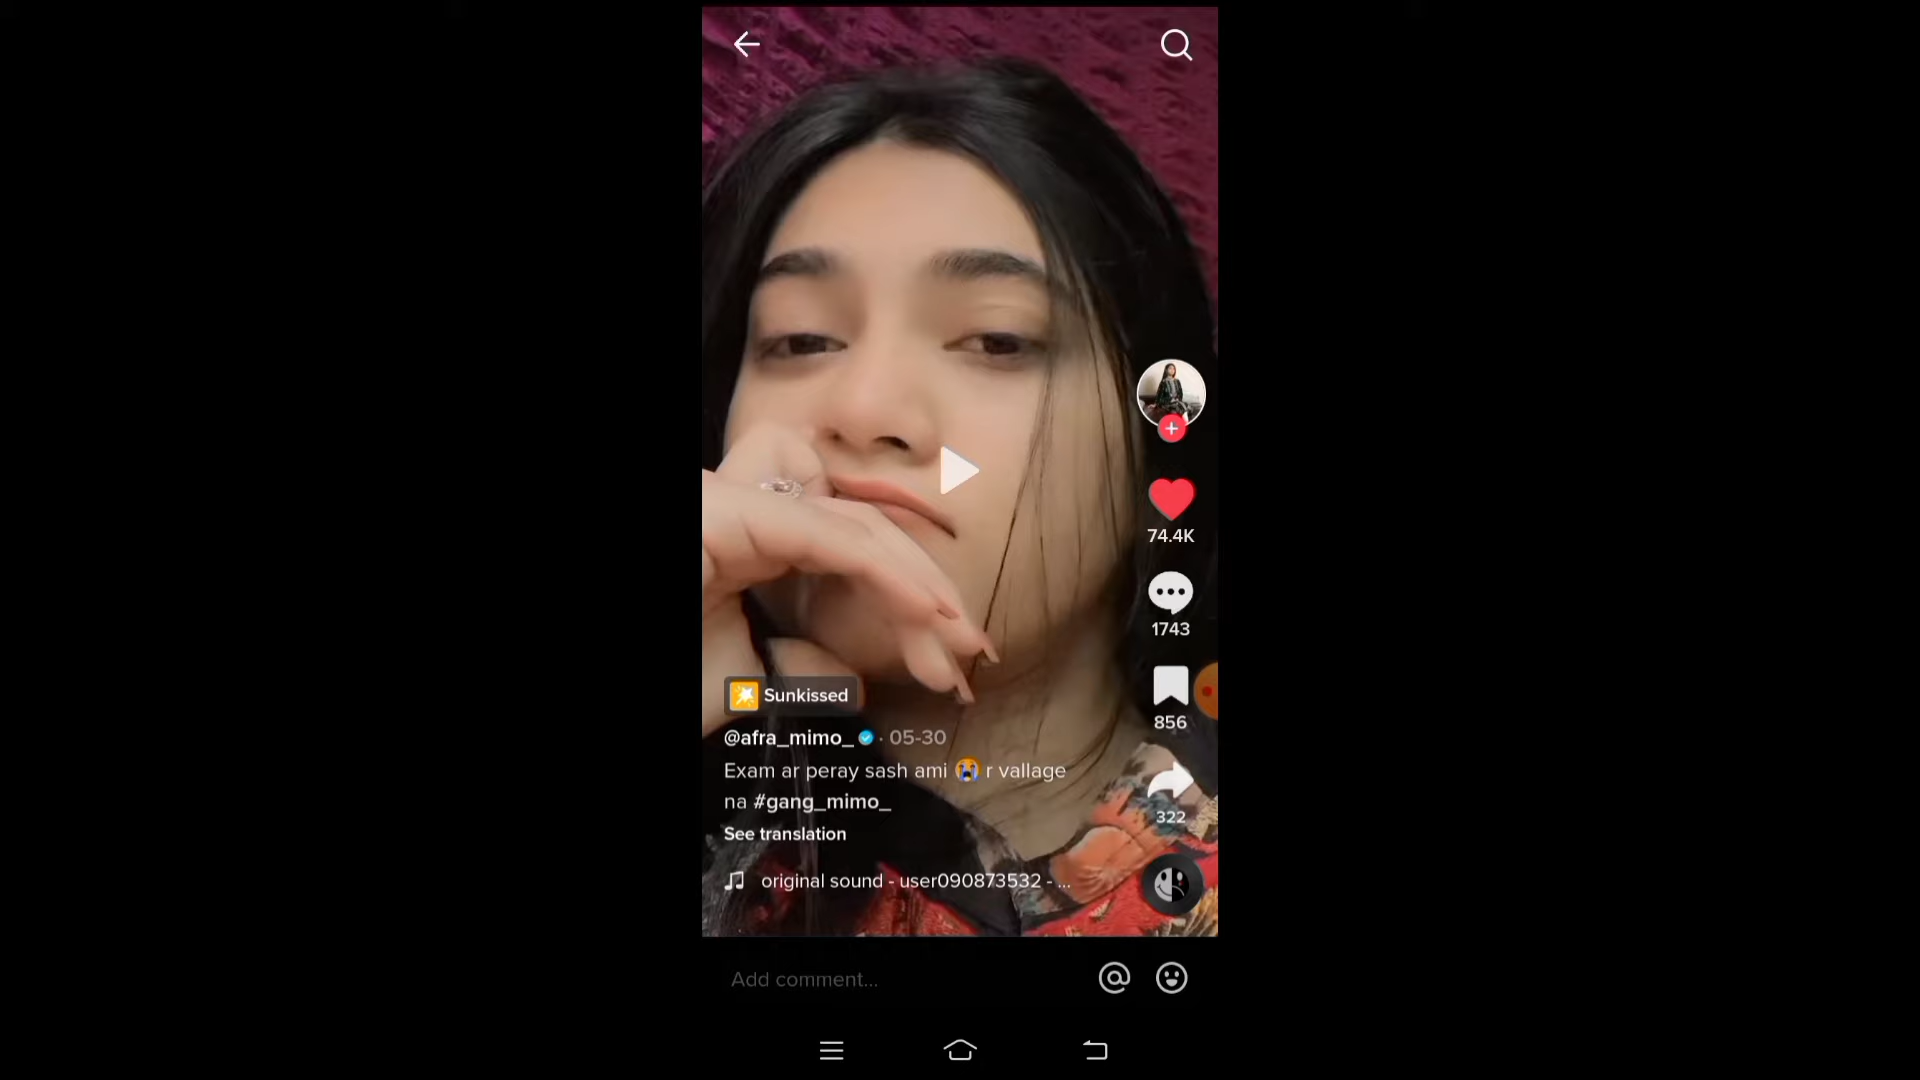 74.4K
1743
856
322
Sunkissed
@afra_mimo_ · 05-30
Exam ar peray sash ami 😭 r vallage
na #gang_mimo_
See translation
original sound - user090873532 - ...
Add comment...